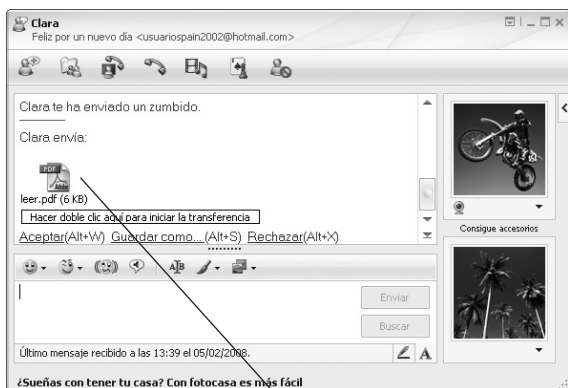 Clara
Feliz por un nuevo día <usuariospain2002@hotmail.com>
Clara te ha enviado un zumbido.
Clara envía:
PDF
Adobe
leer.pdf (6 KB)
Hacer doble clic aquí para iniciar la transferencia
Aceptar(Alt+W) Guardar como...(Alt+S) Rechazar(Alt+X)
Consigue accesorios
Enviar
Buscar
Último mensaje recibido a las 13:39 el 05/02/2008.
¿Sueñas con tener tu casa? Con fotocasa es más fácil